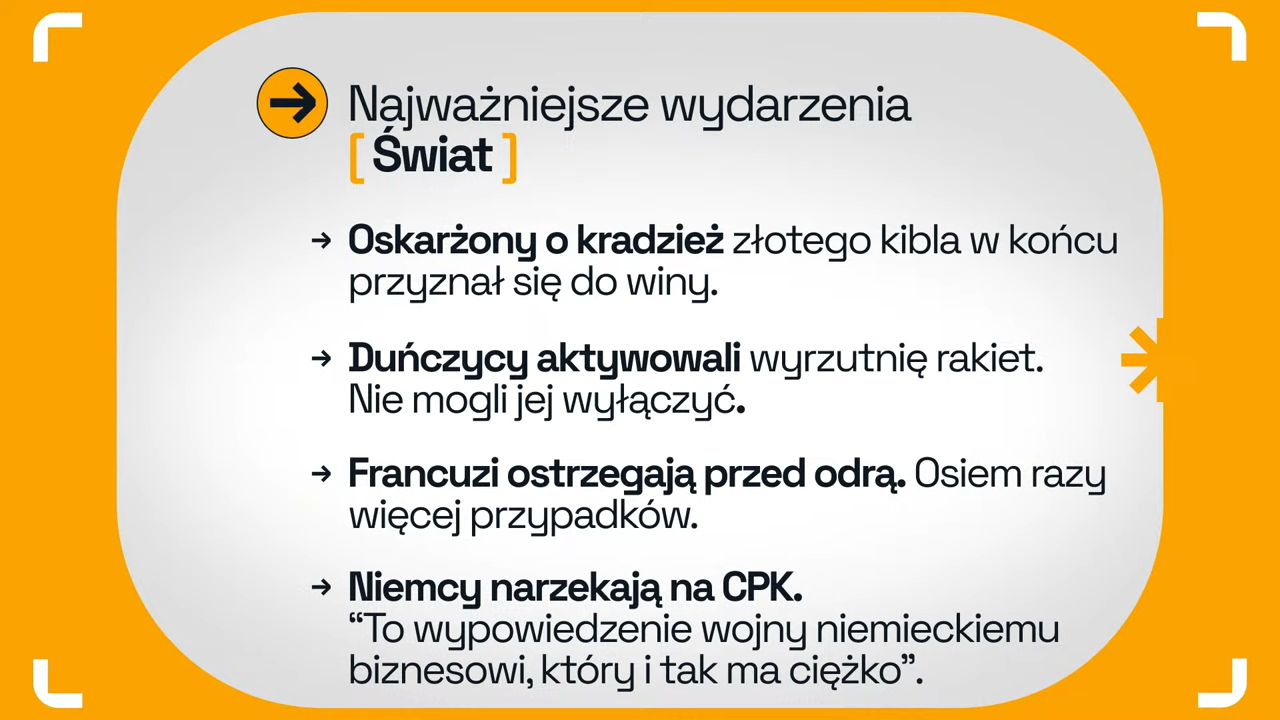 Najważniejsze wydarzenia
[ Świat ]
→ Oskarżony o kradzież złotego kibla w końcu
przyznał się do winy.
→ Duńczycy aktywowali wyrzutnię rakiet.
Nie mogli jej wyłączyć.
→ Francuzi ostrzegają przed odrą. Osiem razy
więcej przypadków.
→ Niemcy narzekają na CPK.
“To wypowiedzenie wojny niemieckiemu
biznesowi, który i tak ma ciężko”.